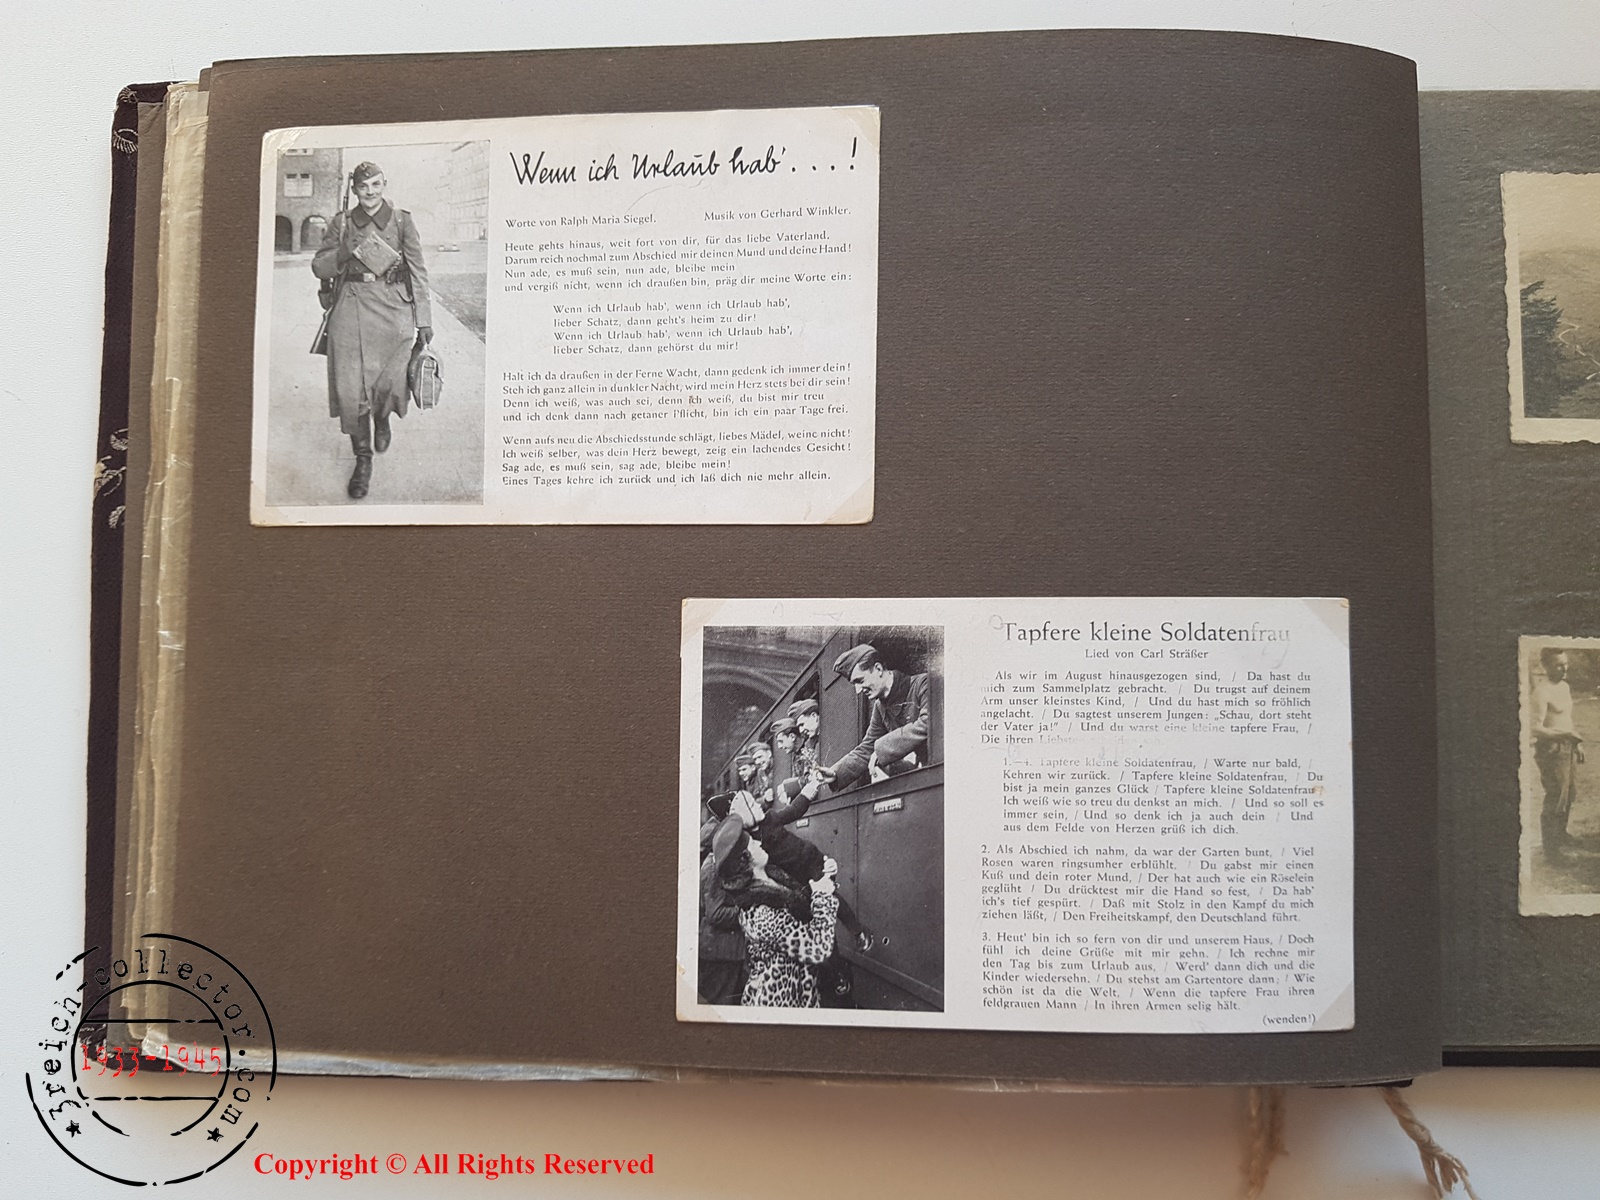 Wenn ich Urlaub hab'...!
Worte von Ralph Maria Siegel. Musik von Gerhard Winkler.
Heute gehts hinaus, weit fort von dir, für das liebe Vaterland.
Darum reich nochmal zum Abschied mir deinen Mund und deine Hand!
Nun ade, es muß sein, nun ade, bleibe mein
und vergiß nicht, wenn ich draußen bin, präg dir meine Worte ein:
Wenn ich Urlaub hab', wenn ich Urlaub hab',
lieber Schatz, dann geht's heim zu dir!
Wenn ich Urlaub hab', wenn ich Urlaub hab',
lieber Schatz, dann gehörst du mir!
Halt ich da draußen in der Ferne Wacht, dann gedenk ich immer dein!
Steh ich ganz allein in dunkler Nacht, wird mein Herz stets bei dir sein!
Denn ich weiß, was auch sei, denn ich weiß, du bist mir treu
und ich denk dann nach getaner Pflicht, bin ich ein paar Tage frei.
Wenn aufs neu die Abschiedsstunde schlägt, liebes Mädel, weine nicht!
Ich weiß selber, was dein Herz bewegt, zeig ein lachendes Gesicht!
Sag ade, es muß sein, sag ade, bleibe mein!
Eines Tages kehre ich zurück und ich laß dich nie mehr allein.
Tapfere kleine Soldatenfrau
Lied von Carl Sträßer
Als wir im August hinausgezogen sind, / Da hast du
mich zum Sammelplatz gebracht. / Du trugst auf deinem
Arm unser kleinstes Kind, / Und du hast mich so fröhlich
angelacht. / Du sagtest unserem Jungen: „Schau, dort steht
der Vater ja!" / Und du warst eine kleine tapfere Frau, /
Die ihren
1.—4. Tapfere kleine Soldatenfrau, / Warte nur bald, /
Kehren wir zurück. / Tapfere kleine Soldatenfrau, / Du
bist ja mein ganzes Glück / Tapfere kleine Soldatenfrau /
Ich weiß wie so treu du denkst an mich. / Und so soll es
immer sein, / Und so denk ich ja auch dein / Und
aus dem Felde von Herzen grüß ich dich.
2. Als Abschied ich nahm, da war der Garten bunt, / Viel
Rosen waren ringsumher erblühlt. / Du gabst mir einen
Kuß und dein roter Mund, / Der hat auch wie ein Röselein
geglüht / Du drücktest mir die Hand so fest, / Da hab'
ich's tief gespürt. / Daß mit Stolz in den Kampf du mich
ziehen läßt, / Den Freiheitskampf, den Deutschland führt.
3. Heut' bin ich so fern von dir und unserem Haus, / Doch
fühl ich deine Grüße mit mir gehn. / Ich rechne mir
den Tag bis zum Urlaub aus, / Werd' dann dich und die
Kinder wiedersehn. / Du stehst am Gartentore dann; / Wie
schön ist da die Welt, / Wenn die tapfere Frau ihren
feldgrauen Mann / In ihren Armen selig hält.
(wenden!)
3reich-collector.com
1933-1945
Copyright © All Rights Reserved